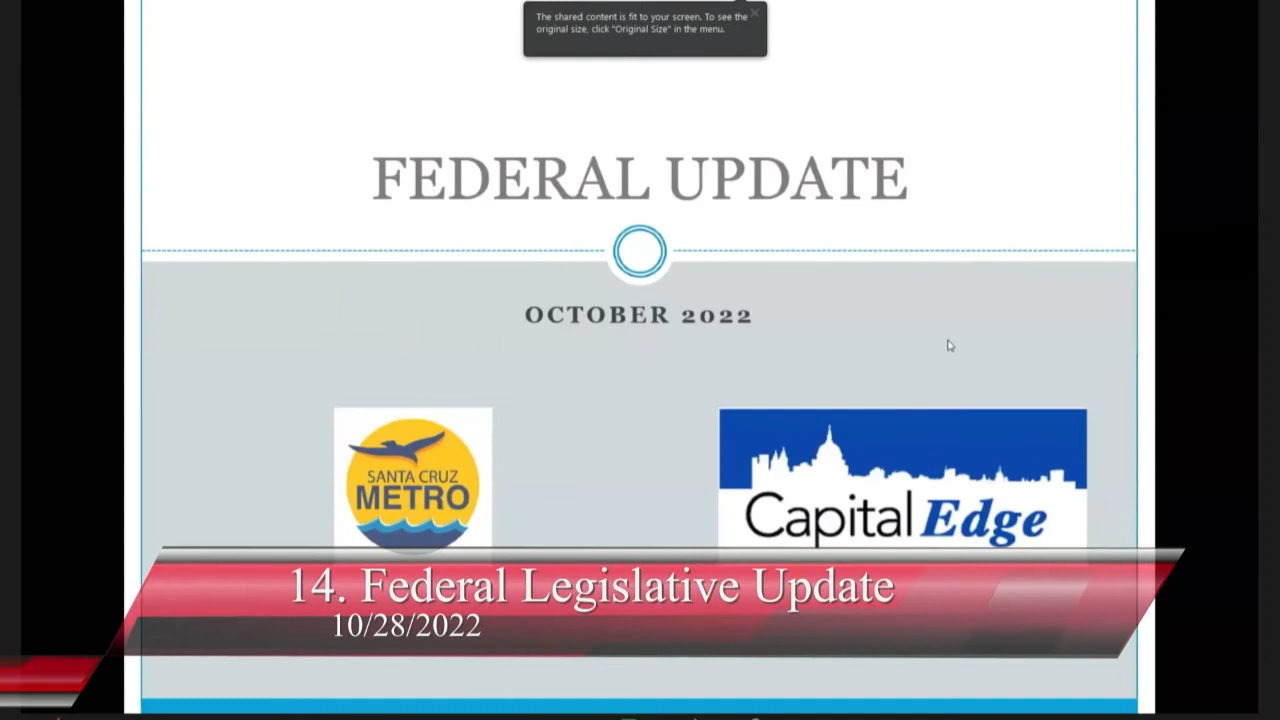 The shared content is fit to your screen. To see the
original size, click "Original Size" in the menu.
FEDERAL UPDATE
OCTOBER 2022
SANTA CRUZ
METRO
Capital Edge
14. Federal Legislative Update
10/28/2022